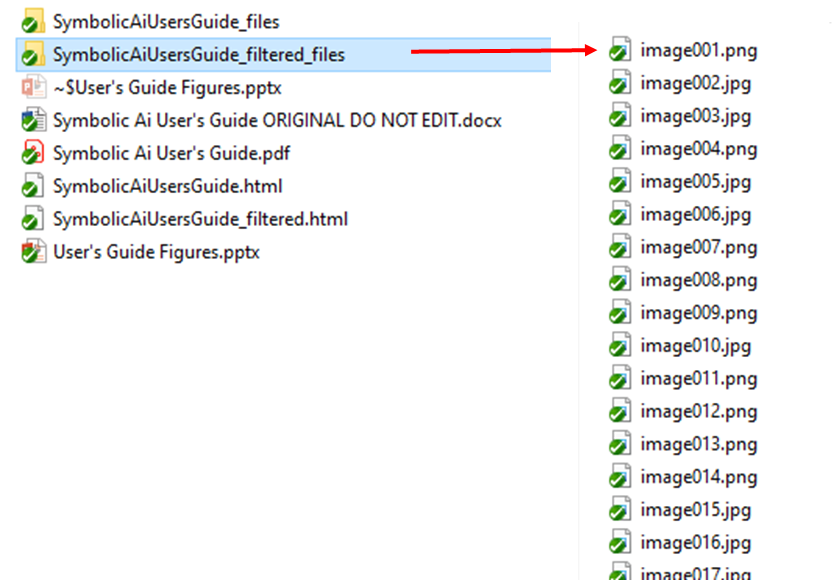 SymbolicAiUsersGuide_files
SymbolicAiUsersGuide_filtered_files
~$User's Guide Figures.pptx
Symbolic Ai User's Guide ORIGINAL DO NOT EDIT.docx
Symbolic Ai User's Guide.pdf
SymbolicAiUsersGuide.html
SymbolicAiUsersGuide_filtered.html
User's Guide Figures.pptx
image001.png
image002.jpg
image003.jpg
image004.png
image005.jpg
image006.jpg
image007.png
image008.png
image009.png
image010.jpg
image011.png
image012.png
image013.png
image014.png
image015.jpg
image016.jpg
image017.jpg